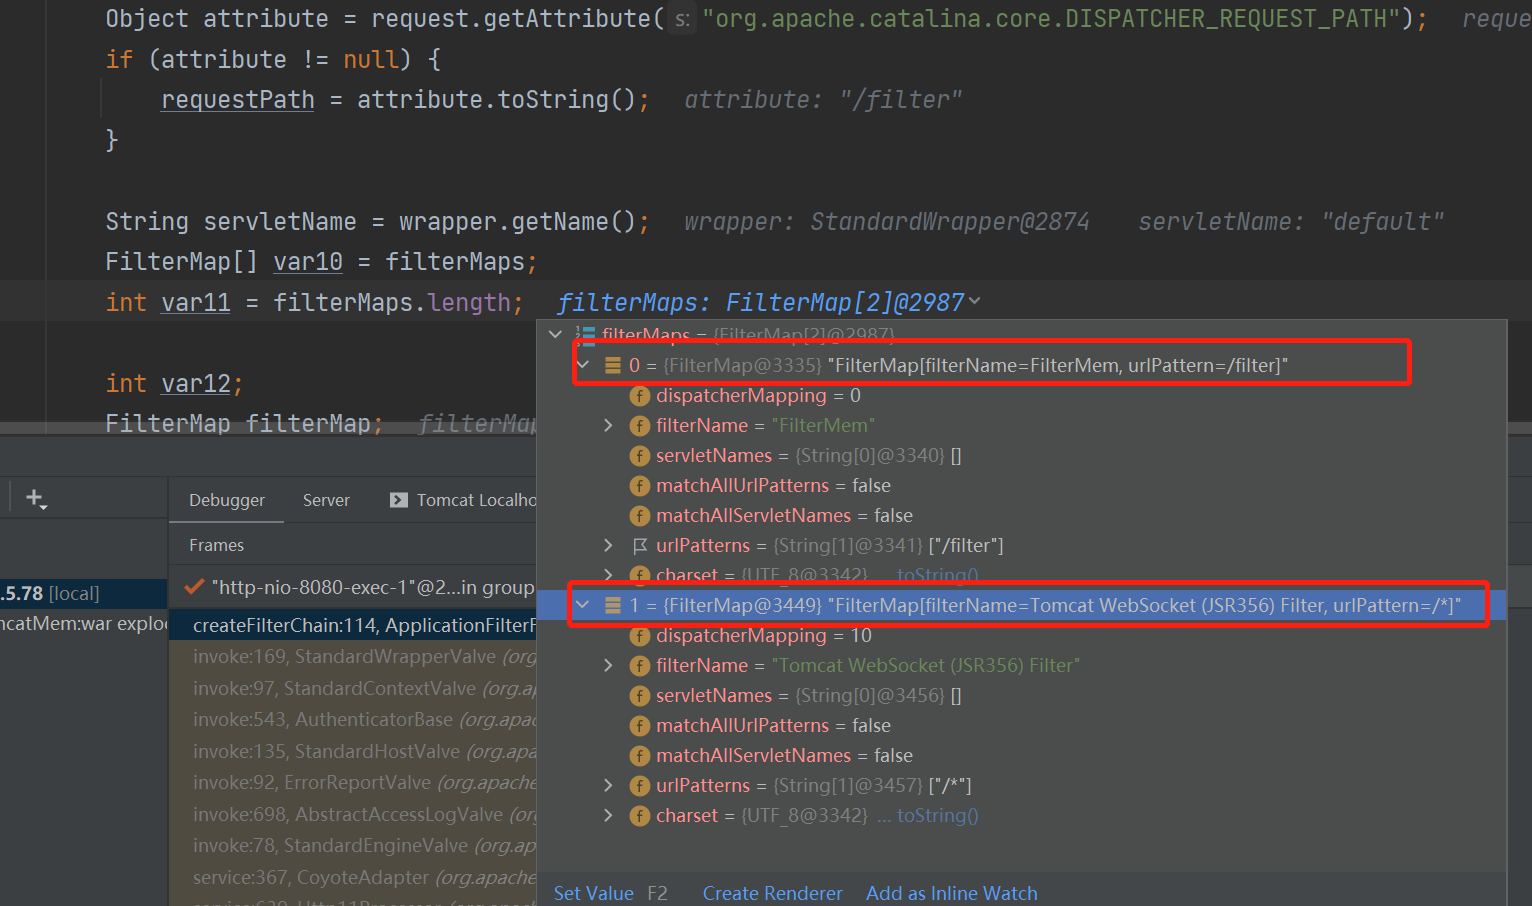 Object attribute = request.getAttribute( s: "org.apache.catalina.core.DISPATCHER_REQUEST_PATH"); reque
if (attribute != null) {
requestPath = attribute.toString(); attribute: "/filter"
}
String servletName = wrapper.getName(); wrapper: StandardWrapper@2874 servletName: "default"
FilterMap[] var10 = filterMaps;
int var11 = filterMaps.length; filterMaps: FilterMap[2]@2987
int var12;
FilterMap filterMap; filterMap
filterMaps = {FilterMap[2]@2987}
0 = {FilterMap@3335} "FilterMap[filterName=FilterMem, urlPattern=/filter]"
dispatcherMapping = 0
filterName = "FilterMem"
servletNames = {String[0]@3340} []
matchAllUrlPatterns = false
matchAllServletNames = false
urlPatterns = {String[1]@3341} ["/filter"]
charset = {UTF_8@3342} ... toString()
1 = {FilterMap@3449} "FilterMap[filterName=Tomcat WebSocket (JSR356) Filter, urlPattern=/*]"
dispatcherMapping = 10
filterName = "Tomcat WebSocket (JSR356) Filter"
servletNames = {String[0]@3456} []
matchAllUrlPatterns = false
matchAllServletNames = false
urlPatterns = {String[1]@3457} ["/*"]
charset = {UTF_8@3342} ... toString()
Set Value F2 Create Renderer Add as Inline Watch
Debugger Server Tomcat Localho
Frames
.5.78 [local]
ncatMem:war explo
"http-nio-8080-exec-1"@2...in group
createFilterChain:114, ApplicationFilterF
invoke:169, StandardWrapperValve (org
invoke:97, StandardContextValve (org.ap
invoke:543, AuthenticatorBase (org.apac
invoke:135, StandardHostValve (org.apa
invoke:92, ErrorReportValve (org.apache
invoke:698, AbstractAccessLogValve (org
invoke:78, StandardEngineValve (org.ap
service:367, CoyoteAdapter (org.apache